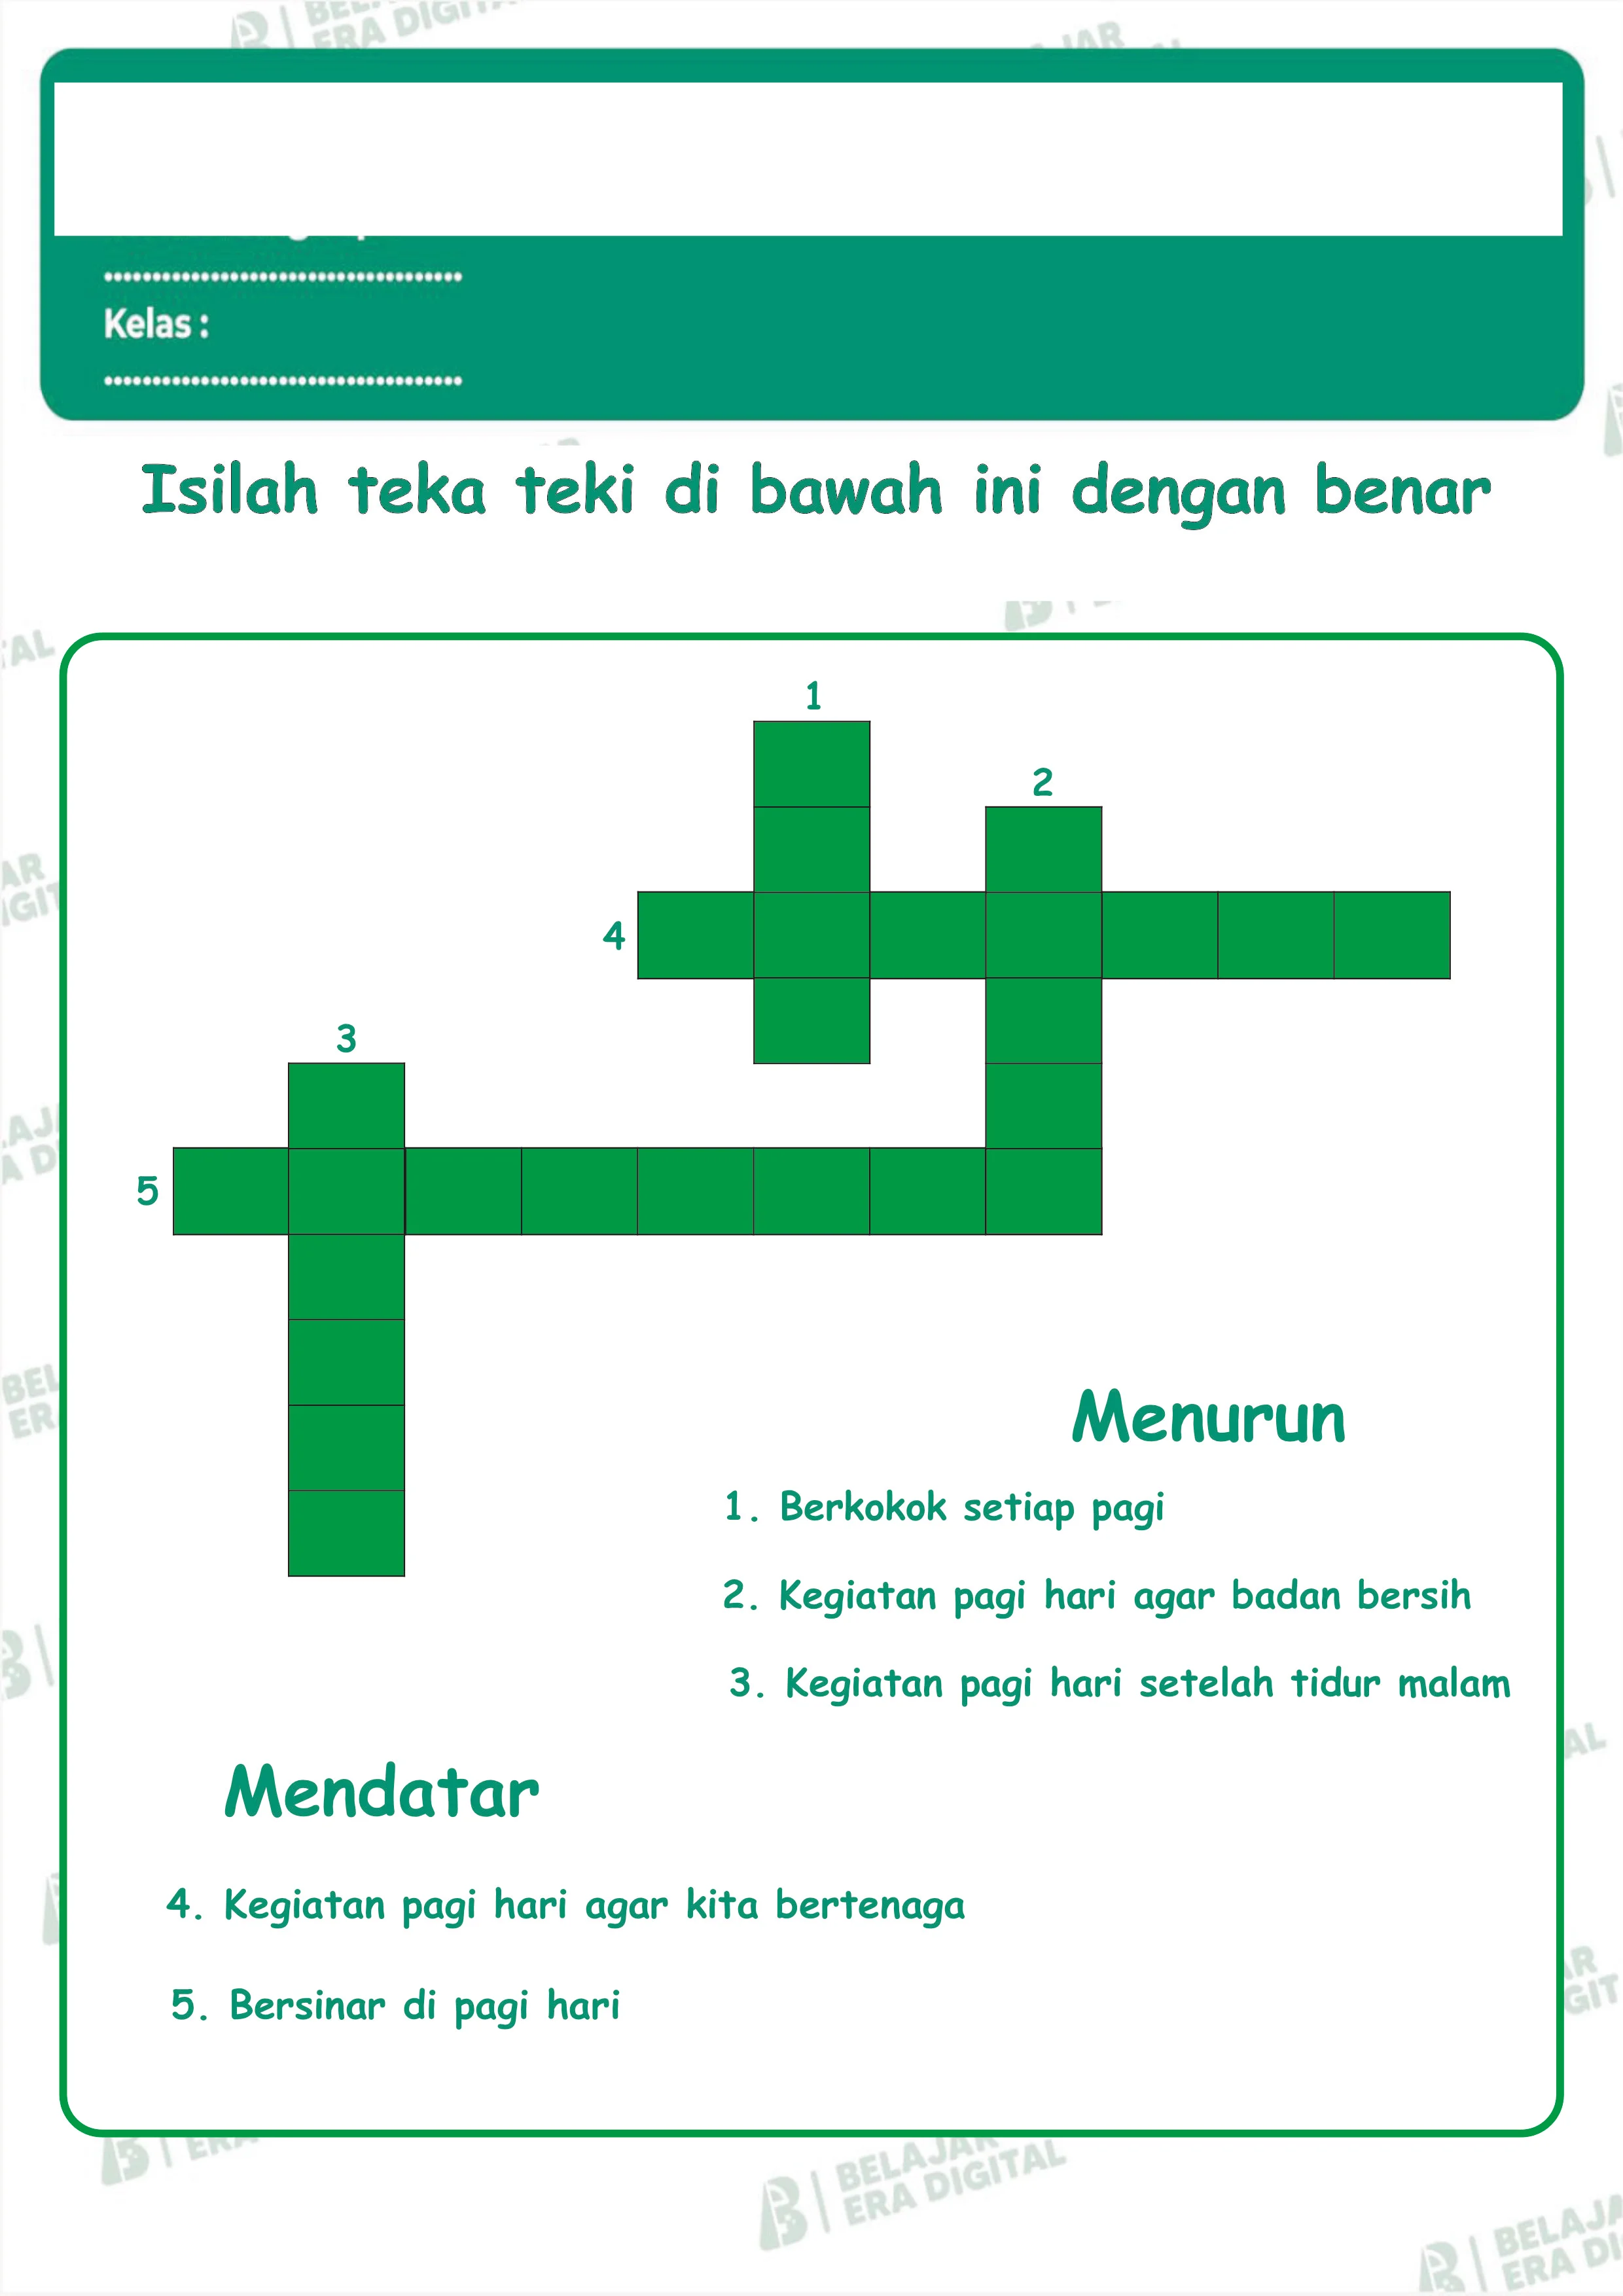 ERA DIGIT
Kelas :
Isilah teka teki di bawah ini dengan benar
1
2
4
3
5
Menurun
1. Berkokok setiap pagi
2. Kegiatan pagi hari agar badan bersih
3. Kegiatan pagi hari setelah tidur malam
Mendatar
4. Kegiatan pagi hari agar kita bertenaga
5. Bersinar di pagi hari
BELAJAR
ERA DIGITAL